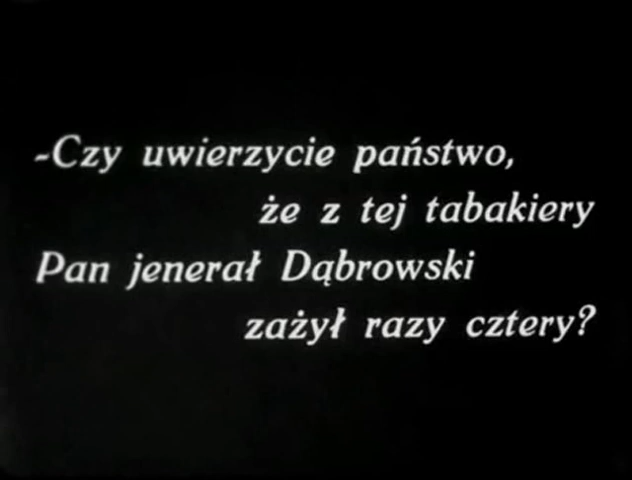 -Czy uwierzycie państwo,
że z tej tabakiery
Pan jenerał Dąbrowski
zażył razy cztery?